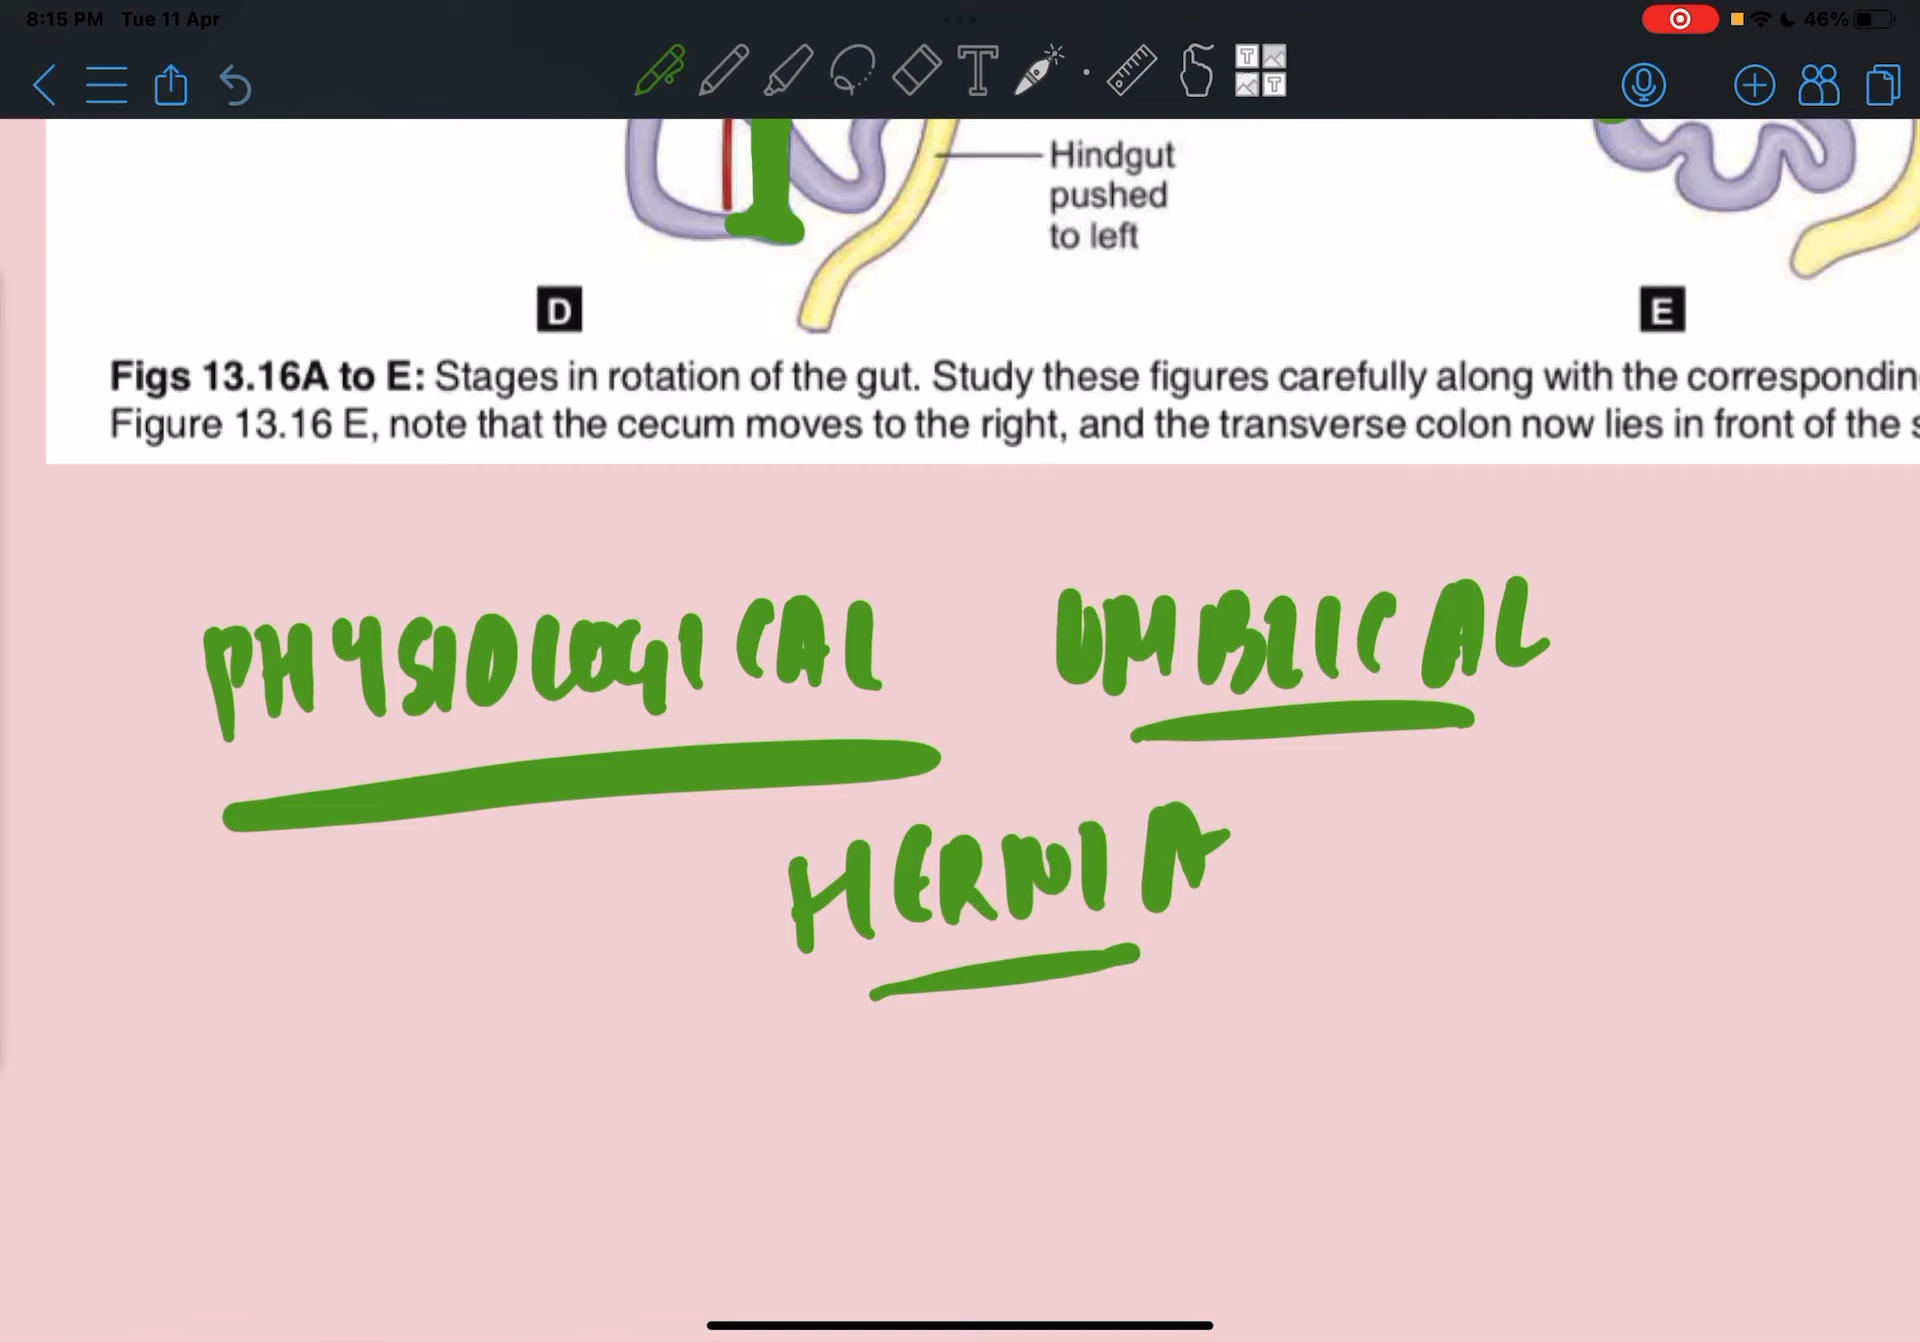 8:15 PM Tue 11 Apr
46%
Hindgut
pushed
to left
D
E
Figs 13.16A to E: Stages in rotation of the gut. Study these figures carefully along with the correspondin
Figure 13.16 E, note that the cecum moves to the right, and the transverse colon now lies in front of the s
PHYSIOLOGICAL UMBLICAL
HERNIA